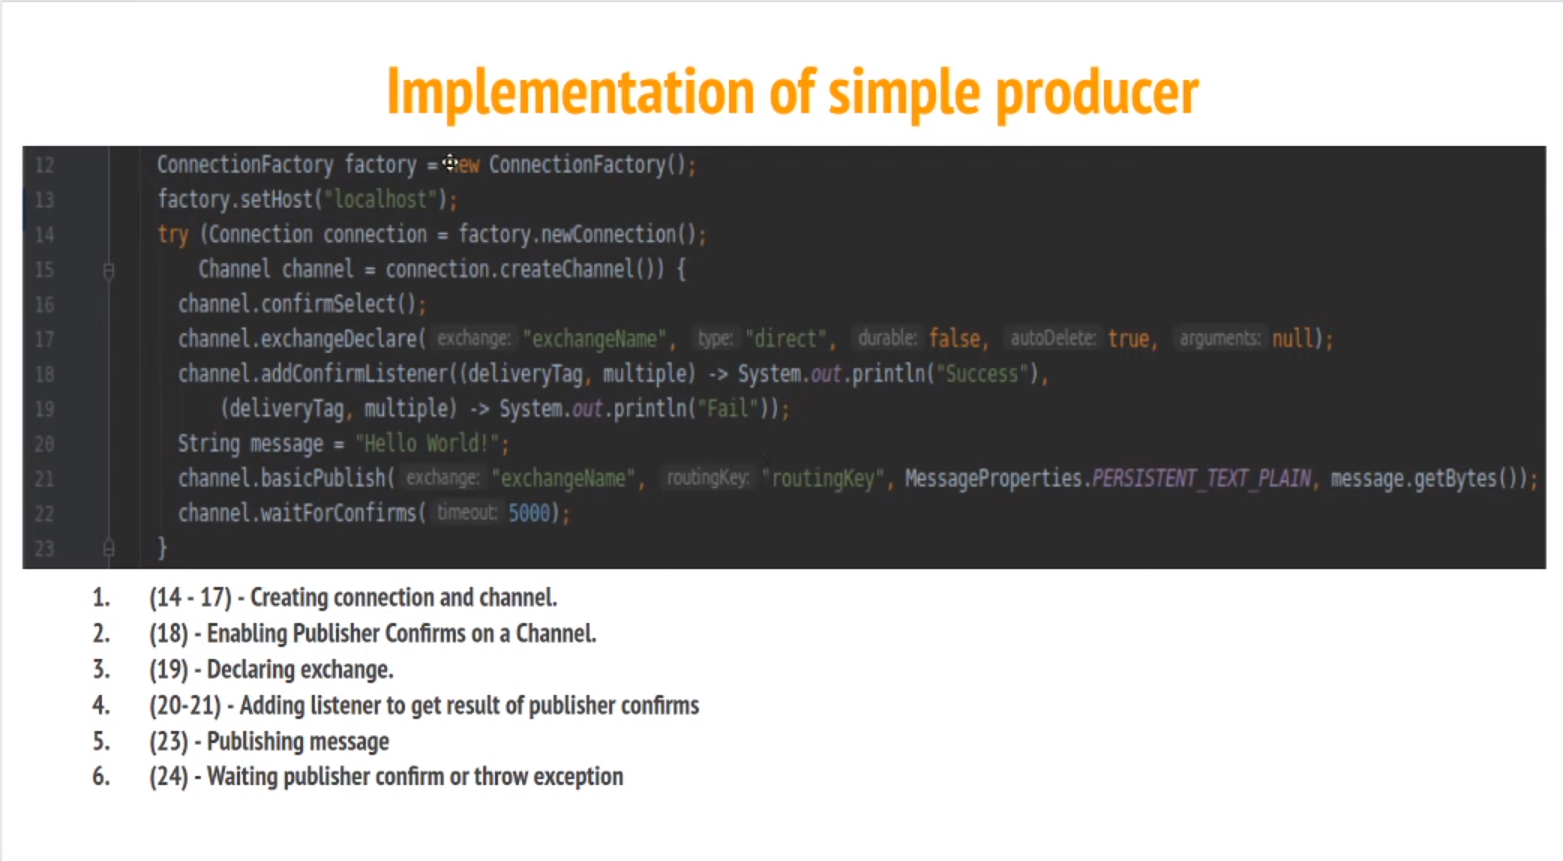 Implementation of simple producer
12 ConnectionFactory factory = new ConnectionFactory();
13 factory.setHost("localhost");
14 try (Connection connection = factory.newConnection();
15 Channel channel = connection.createChannel()) {
16 channel.confirmSelect();
17 channel.exchangeDeclare( exchange: "exchangeName", type: "direct", durable: false, autoDelete: true, arguments: null);
18 channel.addConfirmListener((deliveryTag, multiple) -> System.out.println("Success"),
19 (deliveryTag, multiple) -> System.out.println("Fail"));
20 String message = "Hello World!";
21 channel.basicPublish( exchange: "exchangeName", routingKey: "routingKey", MessageProperties.PERSISTENT_TEXT_PLAIN, message.getBytes());
22 channel.waitForConfirms( timeout: 5000);
23 }
1. (14 - 17) - Creating connection and channel.
2. (18) - Enabling Publisher Confirms on a Channel.
3. (19) - Declaring exchange.
4. (20-21) - Adding listener to get result of publisher confirms
5. (23) - Publishing message
6. (24) - Waiting publisher confirm or throw exception